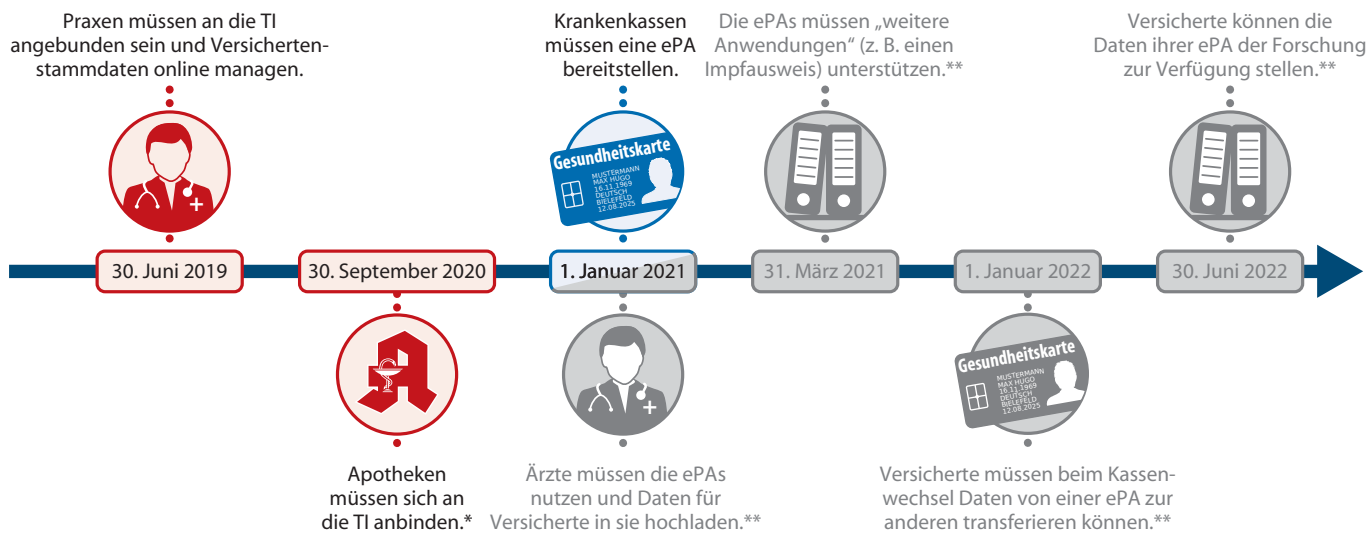 Praxen müssen an die TI
angebunden sein und Versicherten-
stammdaten online managen.
Krankenkassen
müssen eine ePA
bereitstellen.
Die ePAs müssen „weitere
Anwendungen“ (z. B. einen
Impfausweis) unterstützen.**
Versicherte können die
Daten ihrer ePA der Forschung
zur Verfügung stellen.**
Gesundheitskarte
MUSTERMANN
MAX HUGO
16.11.1969
DEUTSCH
BIELEFELD
12.08.2025
30. Juni 2019
30. September 2020
1. Januar 2021
31. März 2021
1. Januar 2022
30. Juni 2022
Gesundheitskarte
MUSTERMANN
MAX HUGO
16.11.1969
DEUTSCH
BIELEFELD
12.08.2025
Apotheken
müssen sich an
die TI anbinden.*
Ärzte müssen die ePAs
nutzen und Daten für
Versicherte in sie hochladen.**
Versicherte müssen beim Kassen-
wechsel Daten von einer ePA zur
anderen transferieren können.**